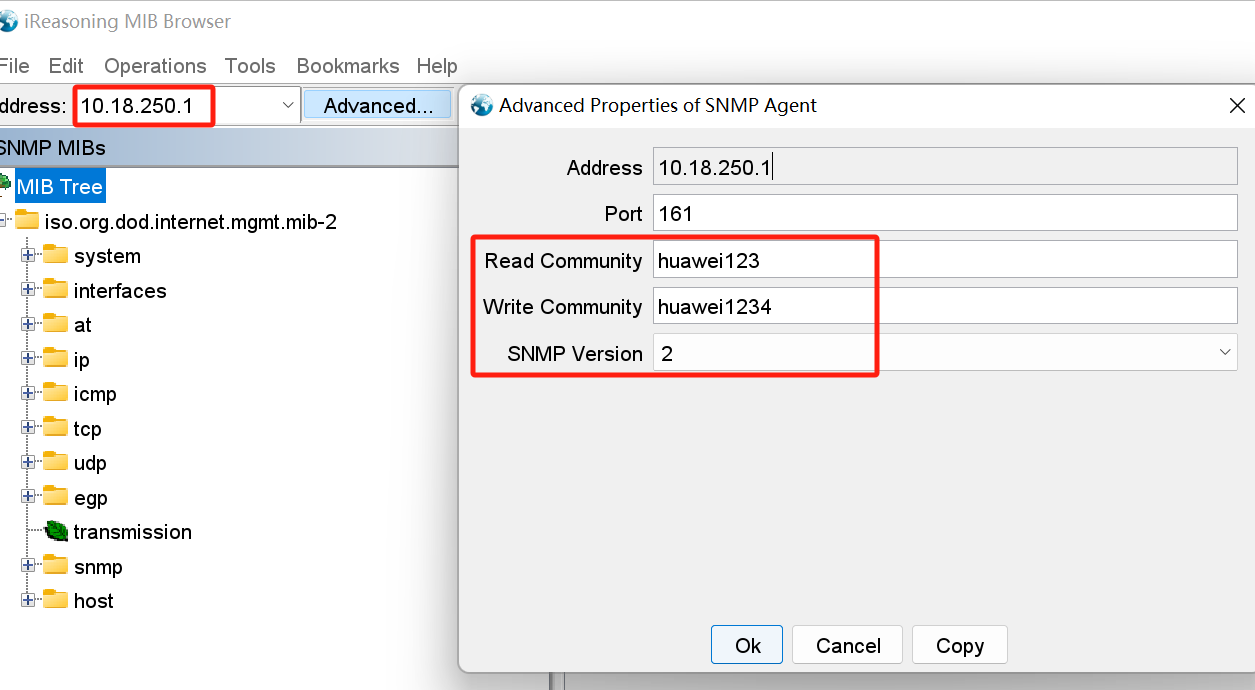 iReasoning MIB Browser
File Edit Operations Tools Bookmarks Help
ddress: 10.18.250.1 Advanced...
SNMP MIBs
MIB Tree
iso.org.dod.internet.mgmt.mib-2
system
interfaces
at
ip
icmp
tcp
udp
egp
transmission
snmp
host
Advanced Properties of SNMP Agent
Address 10.18.250.1
Port 161
Read Community huawei123
Write Community huawei1234
SNMP Version 2
Ok Cancel Copy